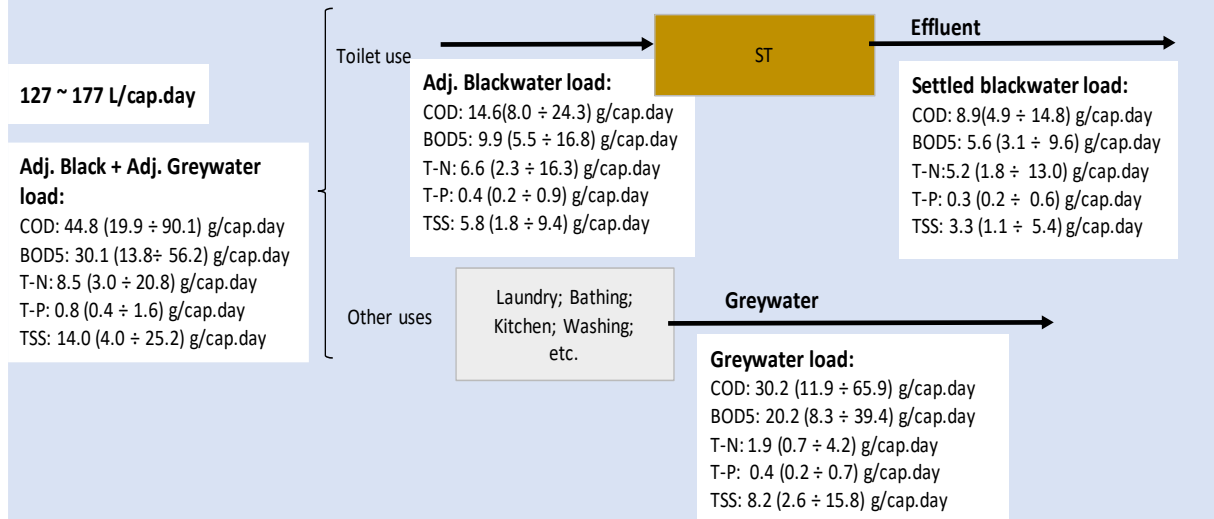 127 ~ 177 L/cap.day
Adj. Black + Adj. Greywater
load:
COD: 44.8 (19.9 ÷ 90.1) g/cap.day
BOD5: 30.1 (13.8÷ 56.2) g/cap.day
T-N: 8.5 (3.0 ÷ 20.8) g/cap.day
T-P: 0.8 (0.4 ÷ 1.6) g/cap.day
TSS: 14.0 (4.0 ÷ 25.2) g/cap.day
Toilet use
Adj. Blackwater load:
COD: 14.6(8.0 ÷ 24.3) g/cap.day
BOD5: 9.9 (5.5 ÷ 16.8) g/cap.day
T-N: 6.6 (2.3 ÷ 16.3) g/cap.day
T-P: 0.4 (0.2 ÷ 0.9) g/cap.day
TSS: 5.8 (1.8 ÷ 9.4) g/cap.day
ST
Effluent
Settled blackwater load:
COD: 8.9(4.9 ÷ 14.8) g/cap.day
BOD5: 5.6 (3.1 ÷ 9.6) g/cap.day
T-N:5.2 (1.8 ÷ 13.0) g/cap.day
T-P: 0.3 (0.2 ÷ 0.6) g/cap.day
TSS: 3.3 (1.1 ÷ 5.4) g/cap.day
Other uses
Laundry; Bathing;
Kitchen; Washing;
etc.
Greywater
Greywater load:
COD: 30.2 (11.9 ÷ 65.9) g/cap.day
BOD5: 20.2 (8.3 ÷ 39.4) g/cap.day
T-N: 1.9 (0.7 ÷ 4.2) g/cap.day
T-P: 0.4 (0.2 ÷ 0.7) g/cap.day
TSS: 8.2 (2.6 ÷ 15.8) g/cap.day